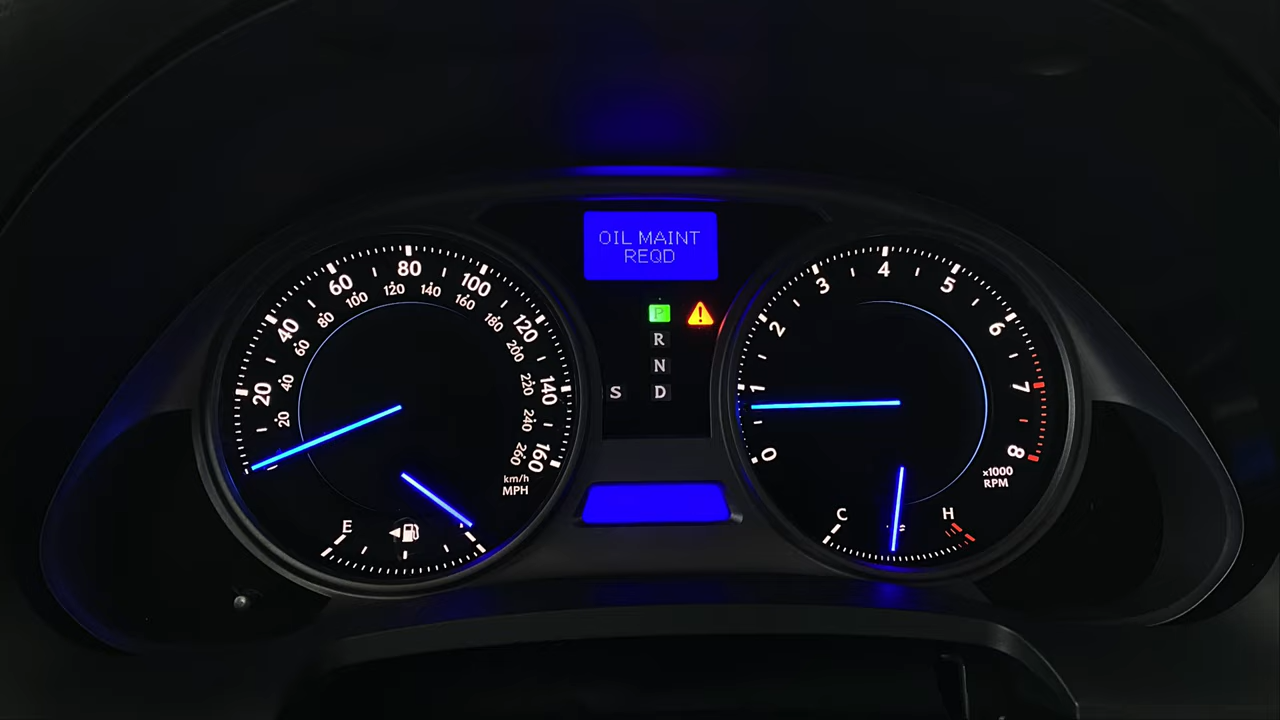 OIL MAINT
REQD
20 40 60 80 100 120 140 160
20 40 60 80 100 120 140 160 180 200 220 240 260
km/h
MPH
E
P
R
N
S D
0 1 2 3 4 5 6 7 8
x1000
RPM
C H